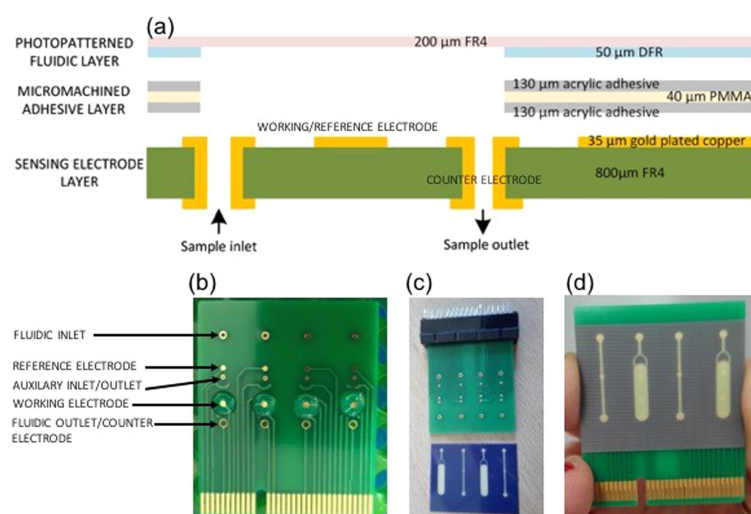 (a)
PHOTOPATTERNED
FLUIDIC LAYER
200 µm FR4
50 µm DFR
MICROMACHINED
ADHESIVE LAYER
130 µm acrylic adhesive
40 µm PMMA
130 µm acrylic adhesive
WORKING/REFERENCE ELECTRODE
35 µm gold plated copper
SENSING ELECTRODE
LAYER
COUNTER ELECTRODE
800µm FR4
Sample inlet
Sample outlet
(b)
(c)
(d)
FLUIDIC INLET
REFERENCE ELECTRODE
AUXILARY INLET/OUTLET
WORKING ELECTRODE
FLUIDIC OUTLET/COUNTER
ELECTRODE